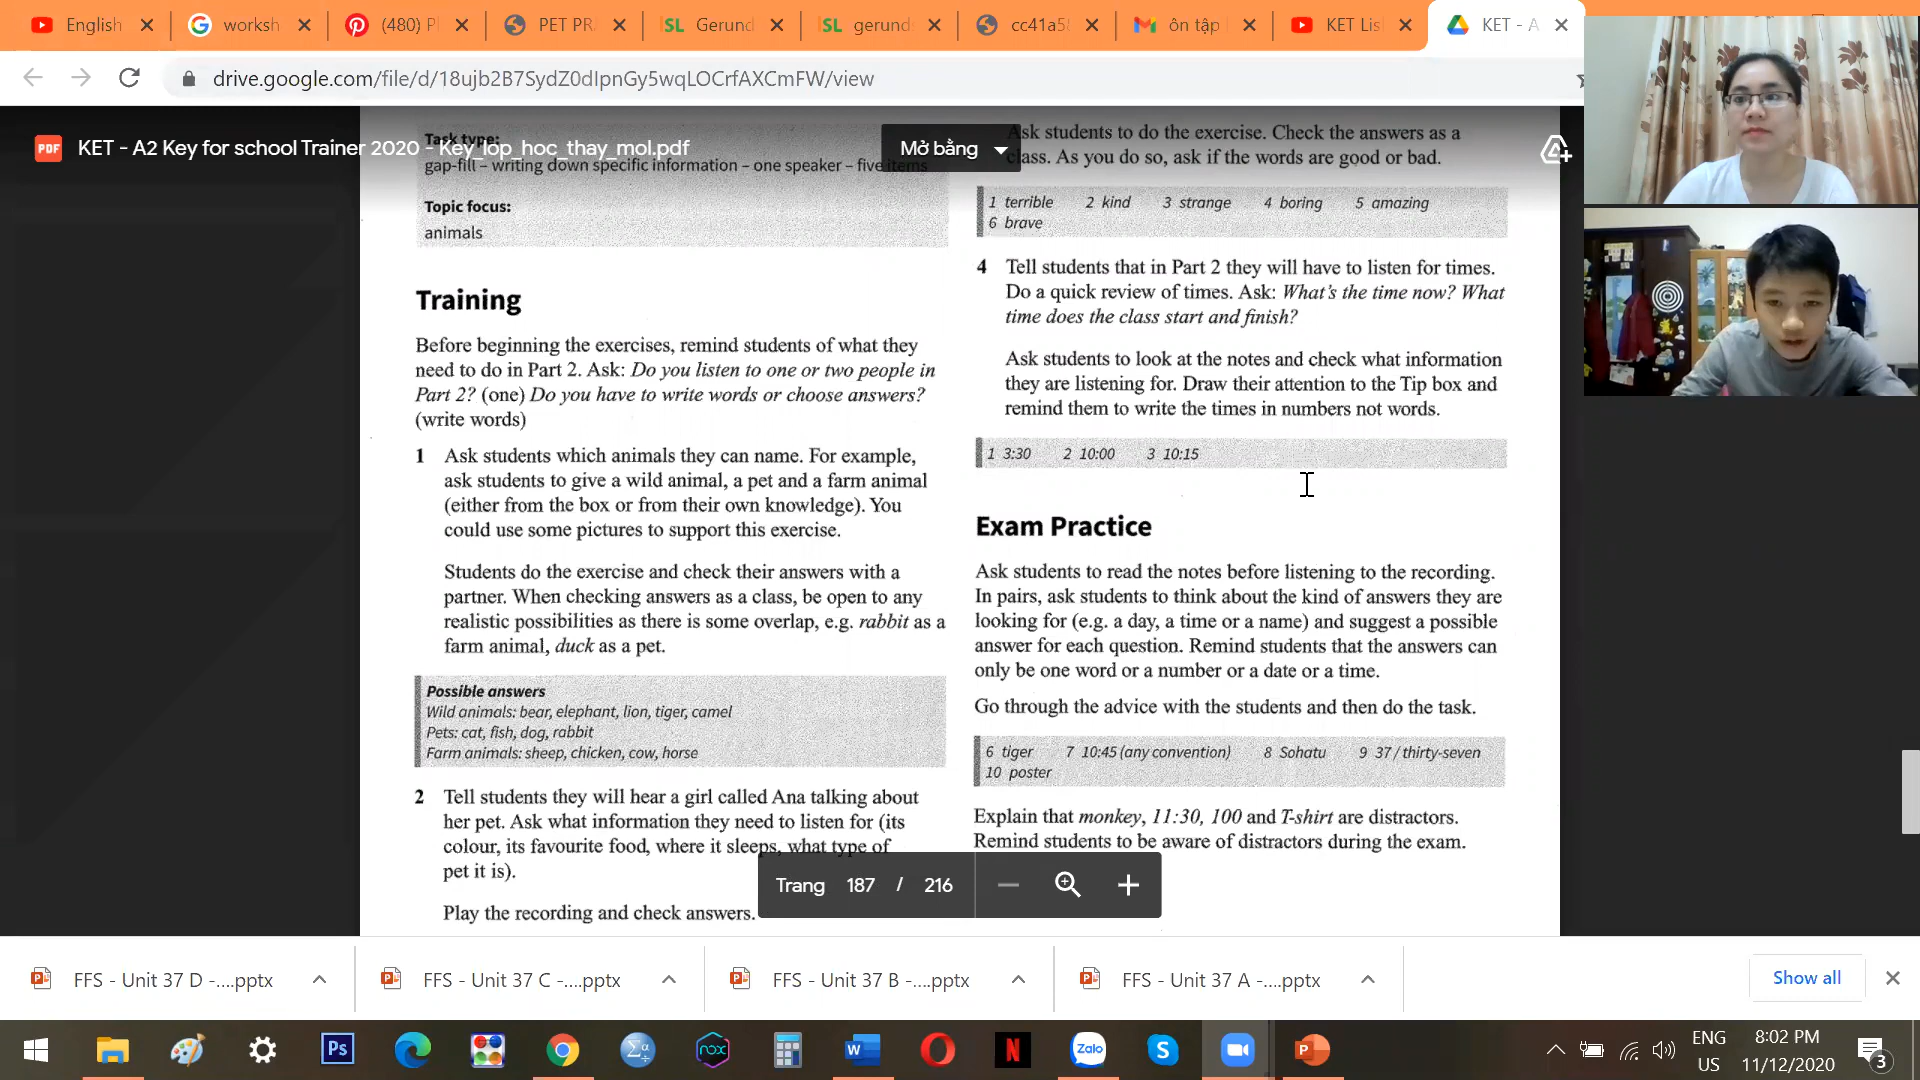 English
worksh
(480) P
PET PR
Gerund
gerund
cc41a5
ôn tập
KET Lis
KET - A
drive.google.com/file/d/18ujb2B7SydZ0dIpnGy5wqLOCrfAXCmFW/view
KET - A2 Key for school Trainer 2020 - Key_lop_hoc_thay_mol.pdf
Mở bằng
Task type:
gap-fill – writing down specific information – one speaker – five items
Topic focus:
animals
Training
Before beginning the exercises, remind students of what they
need to do in Part 2. Ask: Do you listen to one or two people in
Part 2? (one) Do you have to write words or choose answers?
(write words)
1 Ask students which animals they can name. For example,
ask students to give a wild animal, a pet and a farm animal
(either from the box or from their own knowledge). You
could use some pictures to support this exercise.
Students do the exercise and check their answers with a
partner. When checking answers as a class, be open to any
realistic possibilities as there is some overlap, e.g. rabbit as a
farm animal, duck as a pet.
Possible answers
Wild animals: bear, elephant, lion, tiger, camel
Pets: cat, fish, dog, rabbit
Farm animals: sheep, chicken, cow, horse
2 Tell students they will hear a girl called Ana talking about
her pet. Ask what information they need to listen for (its
colour, its favourite food, where it sleeps, what type of
pet it is).
Play the recording and check answers.
Ask students to do the exercise. Check the answers as a
class. As you do so, ask if the words are good or bad.
1 terrible 2 kind 3 strange 4 boring 5 amazing
6 brave
4 Tell students that in Part 2 they will have to listen for times.
Do a quick review of times. Ask: What's the time now? What
time does the class start and finish?
Ask students to look at the notes and check what information
they are listening for. Draw their attention to the Tip box and
remind them to write the times in numbers not words.
1 3:30 2 10:00 3 10:15
Exam Practice
Ask students to read the notes before listening to the recording.
In pairs, ask students to think about the kind of answers they are
looking for (e.g. a day, a time or a name) and suggest a possible
answer for each question. Remind students that the answers can
only be one word or a number or a date or a time.
Go through the advice with the students and then do the task.
6 tiger 7 10:45 (any convention) 8 Sohatu 9 37 / thirty-seven
10 poster
Explain that monkey, 11:30, 100 and T-shirt are distractors.
Remind students to be aware of distractors during the exam.
Trang 187 / 216
FFS - Unit 37 D -....pptx
FFS - Unit 37 C -....pptx
FFS - Unit 37 B -....pptx
FFS - Unit 37 A -....pptx
Show all
ENG
US
8:02 PM
11/12/2020
3